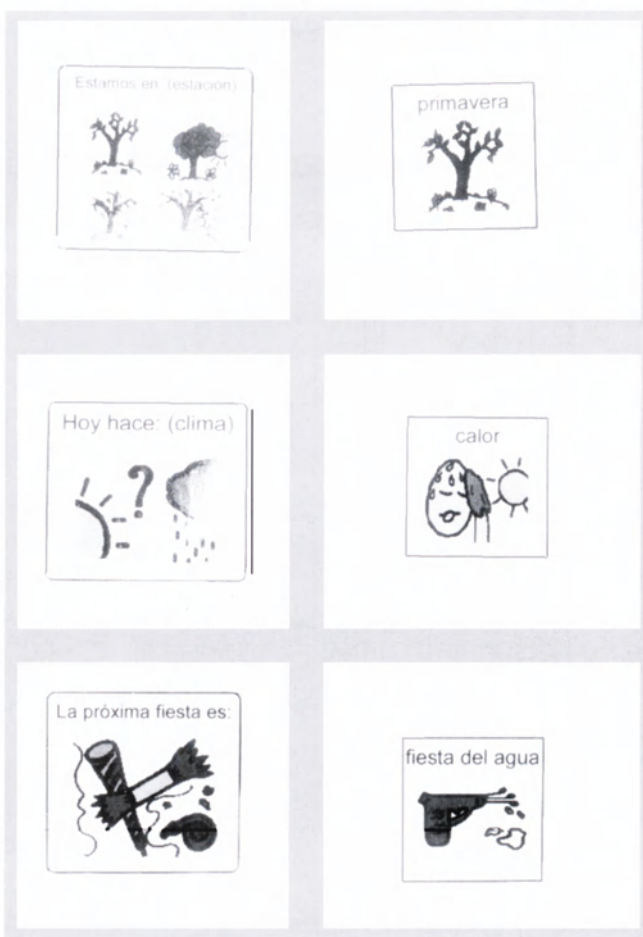 Estamos en: (estación)
primavera
Hoy hace: (clima)
?
calor
La próxima fiesta es:
fiesta del agua